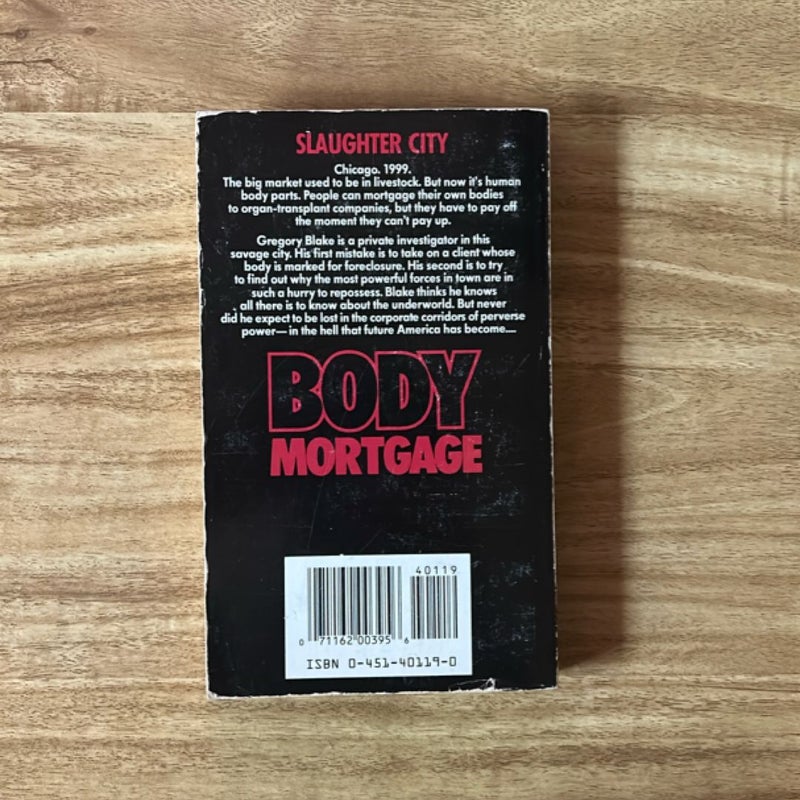 SLAUGHTER CITY
Chicago. 1999.
The big market used to be in livestock. But now it's human
body parts. People can mortgage their own bodies
to organ-transplant companies, but they have to pay off
the moment they can't pay up.
Gregory Blake is a private investigator in this
savage city. His first mistake is to take on a client whose
body is marked for foreclosure. His second is to try
to find out why the most powerful forces in town are in
such a hurry to repossess. Blake thinks he knows
all there is to know about the underworld. But never
did he expect to be lost in the corporate corridors of perverse
power—in the hell that future America has become....
BODY
MORTGAGE
40119
0 71162 00395 6
ISBN 0-451-40119-0